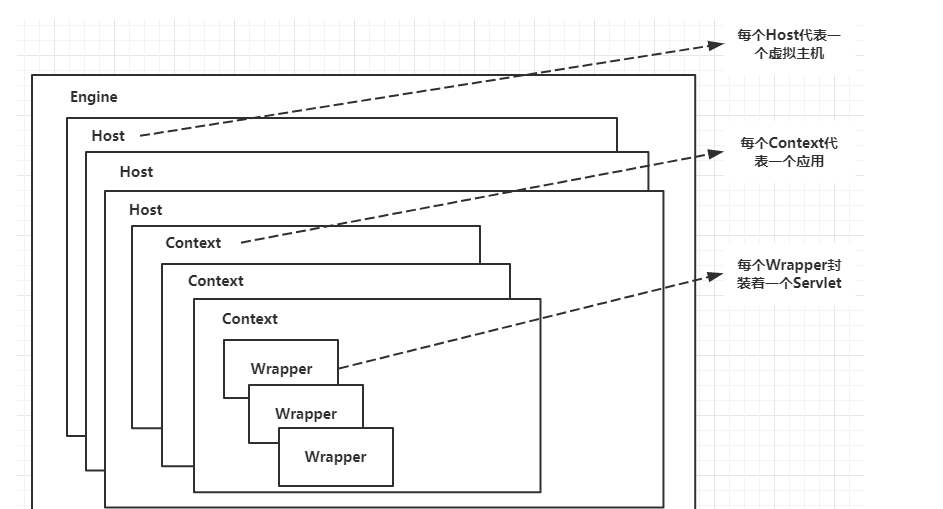 每个Host代表一
个虚拟主机
Engine
Host
每个Context代
表一个应用
Host
Host
Context
每个Wrapper封
装着一个Servlet
Context
Context
Wrapper
Wrapper
Wrapper